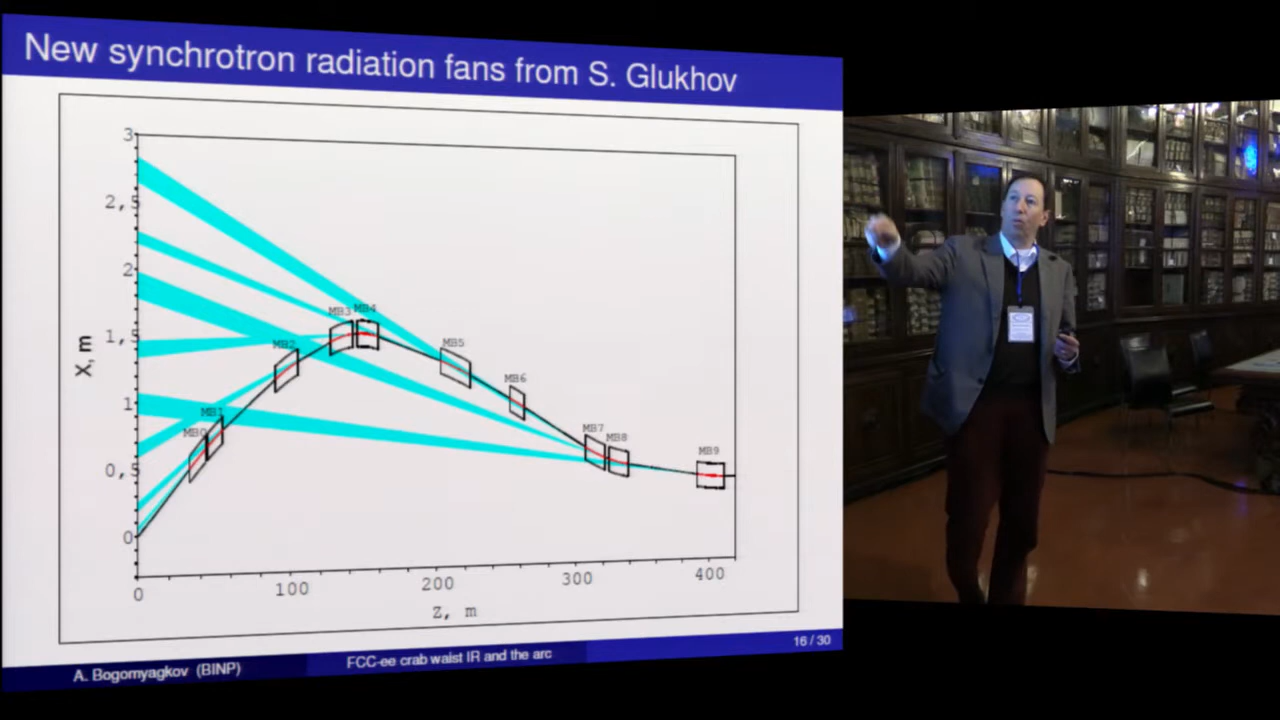 New synchrotron radiation fans from S. Glukhov
3
2,5
2
1,5
1
0,5
0
X, m
MB0
MB1
MB2
MB3
MB4
MB5
MB6
MB7
MB8
MB9
0
100
200
300
400
Z, m
16 / 30
A. Bogomyagkov (BINP)
FCC-ee crab waist IR and the arc